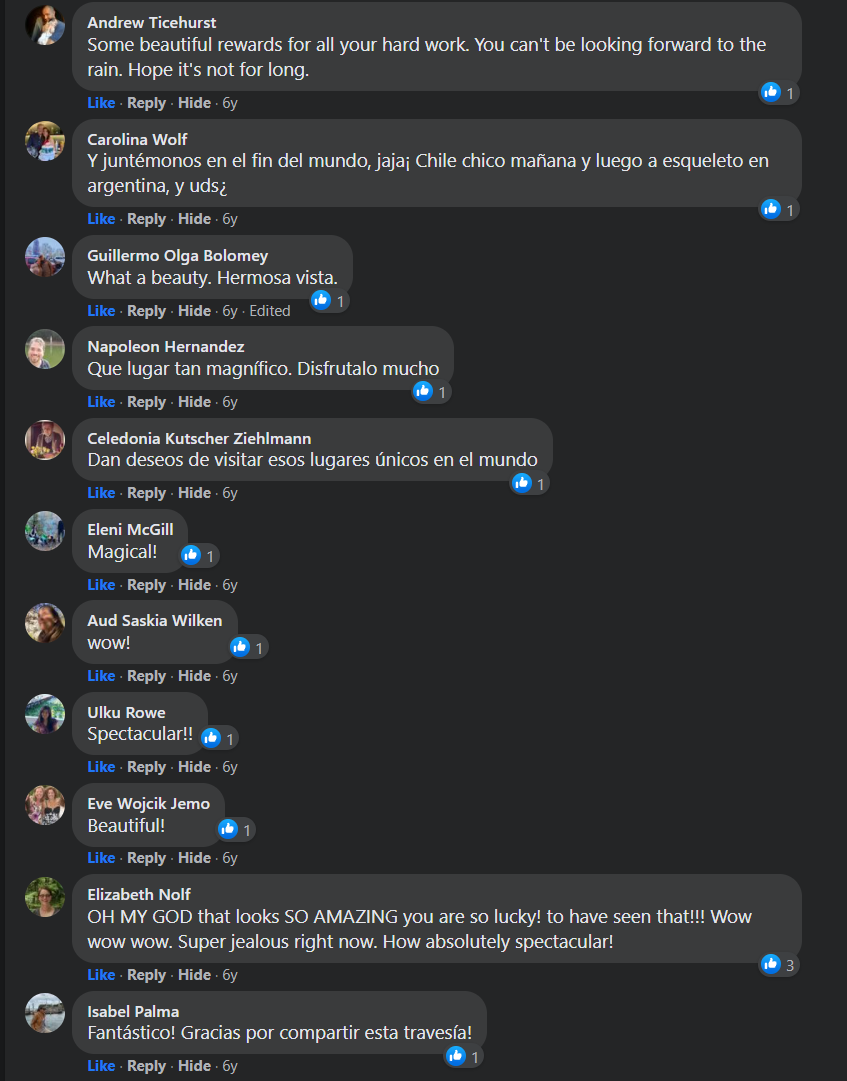 Andrew Ticehurst
Some beautiful rewards for all your hard work. You can't be looking forward to the
rain. Hope it's not for long.
1
Like · Reply · Hide · 6y
Carolina Wolf
Y juntémonos en el fin del mundo, jaja¡ Chile chico mañana y luego a esqueleto en
argentina, y uds¿
1
Like · Reply · Hide · 6y
Guillermo Olga Bolomey
What a beauty. Hermosa vista.
1
Like · Reply · Hide · 6y · Edited
Napoleon Hernandez
Que lugar tan magnífico. Disfrutalo mucho
1
Like · Reply · Hide · 6y
Celedonia Kutscher Ziehlmann
Dan deseos de visitar esos lugares únicos en el mundo
1
Like · Reply · Hide · 6y
Eleni McGill
Magical!
1
Like · Reply · Hide · 6y
Aud Saskia Wilken
wow!
1
Like · Reply · Hide · 6y
Ulku Rowe
Spectacular!!
1
Like · Reply · Hide · 6y
Eve Wojcik Jemo
Beautiful!
1
Like · Reply · Hide · 6y
Elizabeth Nolf
OH MY GOD that looks SO AMAZING you are so lucky! to have seen that!!! Wow
wow wow. Super jealous right now. How absolutely spectacular!
3
Like · Reply · Hide · 6y
Isabel Palma
Fantástico! Gracias por compartir esta travesía!
1
Like · Reply · Hide · 6y